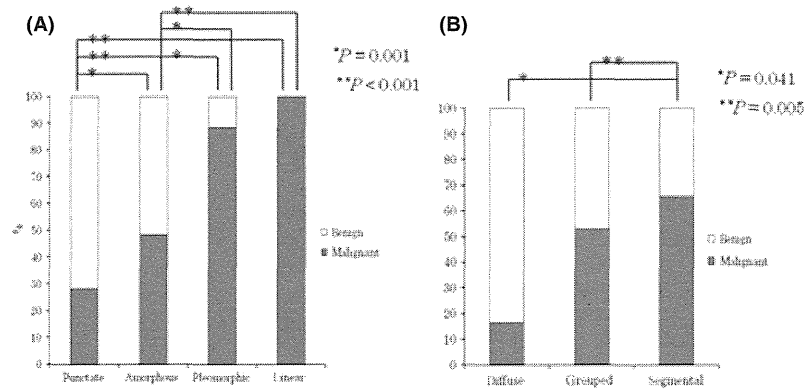 (A)
** 
*
**
** *
*
*P = 0.001
**P < 0.001
100
90
80
70
60
50
40
30
20
10
0
%
Benign
Malignant
Punctate Amorphous Pleomorphic Linear
(B)
**
*
*P = 0.041
**P = 0.005
100
90
80
70
60
50
40
30
20
10
0
Benign
Malignant
Diffuse Grouped Segmental